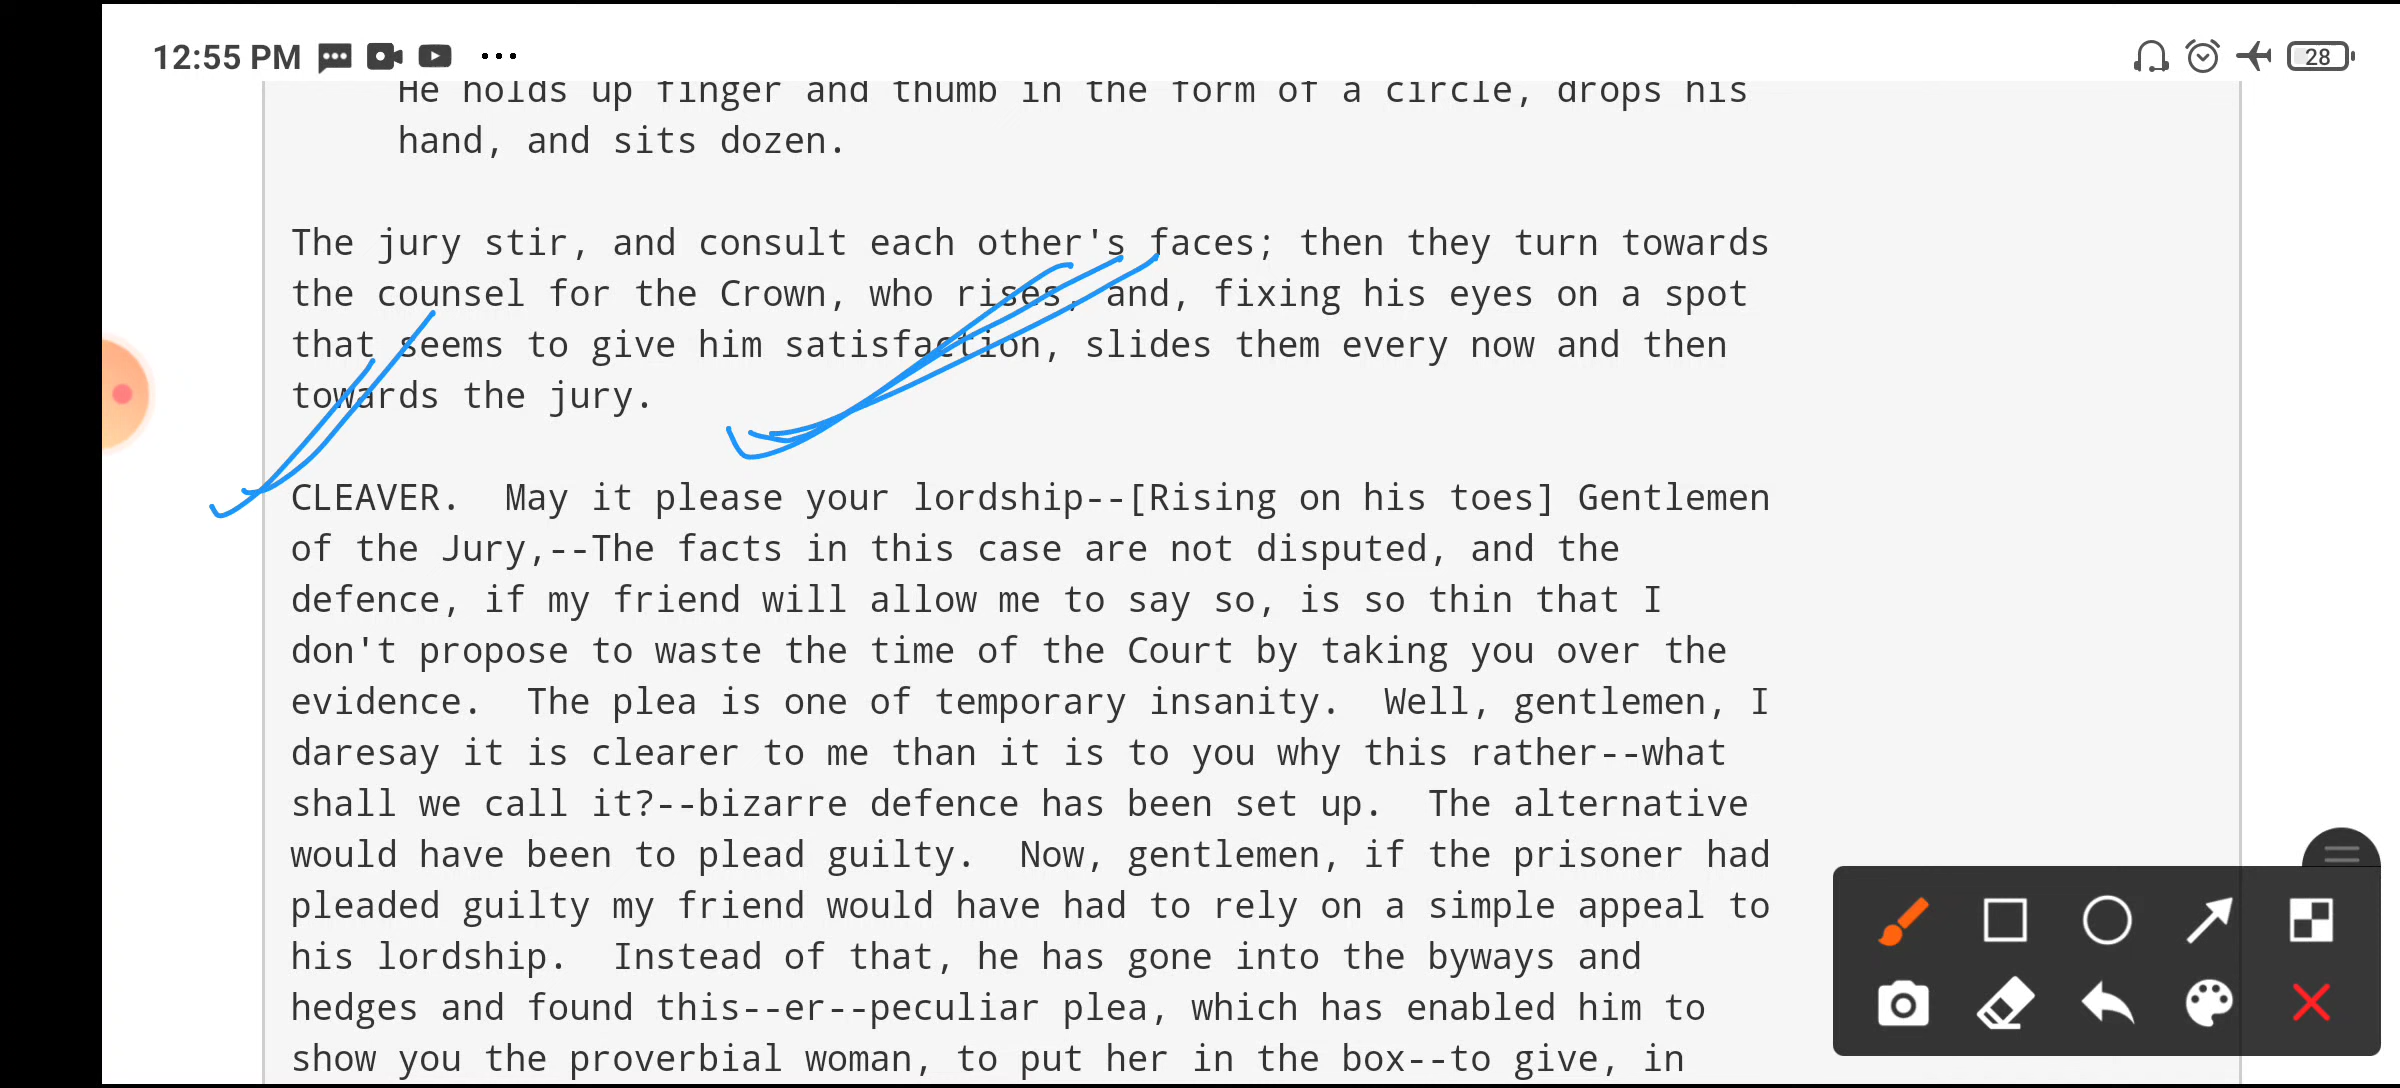 12:55 PM
28
He holds up finger and thumb in the form of a circle, drops his
hand, and sits dozen.
The jury stir, and consult each other's faces; then they turn towards
the counsel for the Crown, who rises, and, fixing his eyes on a spot
that seems to give him satisfaction, slides them every now and then
towards the jury.
CLEAVER.  May it please your lordship--[Rising on his toes] Gentlemen
of the Jury,--The facts in this case are not disputed, and the
defence, if my friend will allow me to say so, is so thin that I
don't propose to waste the time of the Court by taking you over the
evidence.  The plea is one of temporary insanity.  Well, gentlemen, I
daresay it is clearer to me than it is to you why this rather--what
shall we call it?--bizarre defence has been set up.  The alternative
would have been to plead guilty.  Now, gentlemen, if the prisoner had
pleaded guilty my friend would have had to rely on a simple appeal to
his lordship.  Instead of that, he has gone into the byways and
hedges and found this--er--peculiar plea, which has enabled him to
show you the proverbial woman, to put her in the box--to give, in